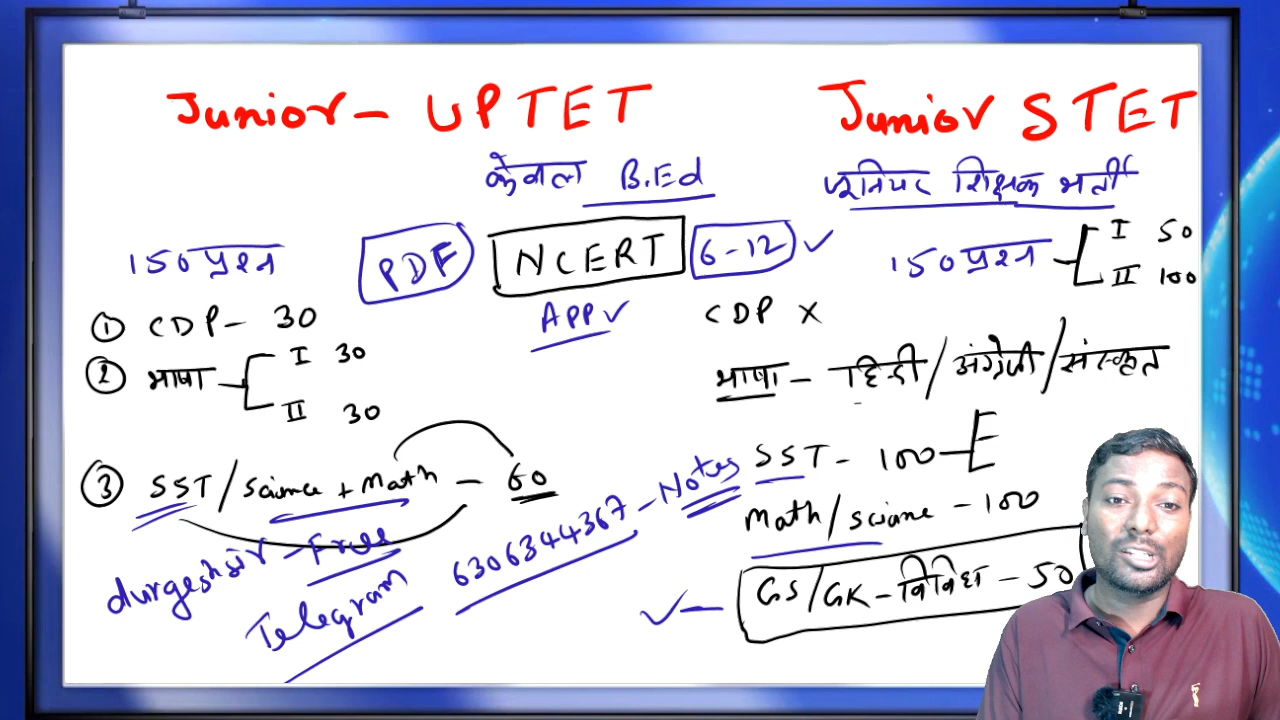 Junior - UPTET
Junior STET
केवल B.Ed
जूनियर शिक्षक भर्ती
150 प्रश्न
PDF
NCERT
6-12 ✓
150 प्रश्न
I 50
II 100
① CDP - 30
APP ✓
CDP X
② भाषा
I 30
II 30
भाषा - हिन्दी/अंग्रेजी/संस्कृत
③ SST/Science + Math - 60
SST - 100
Math/Science - 100
durgesh sir - Free
Telegram
6306344367 - Notes
✓ - GS/GK - विविध - 50